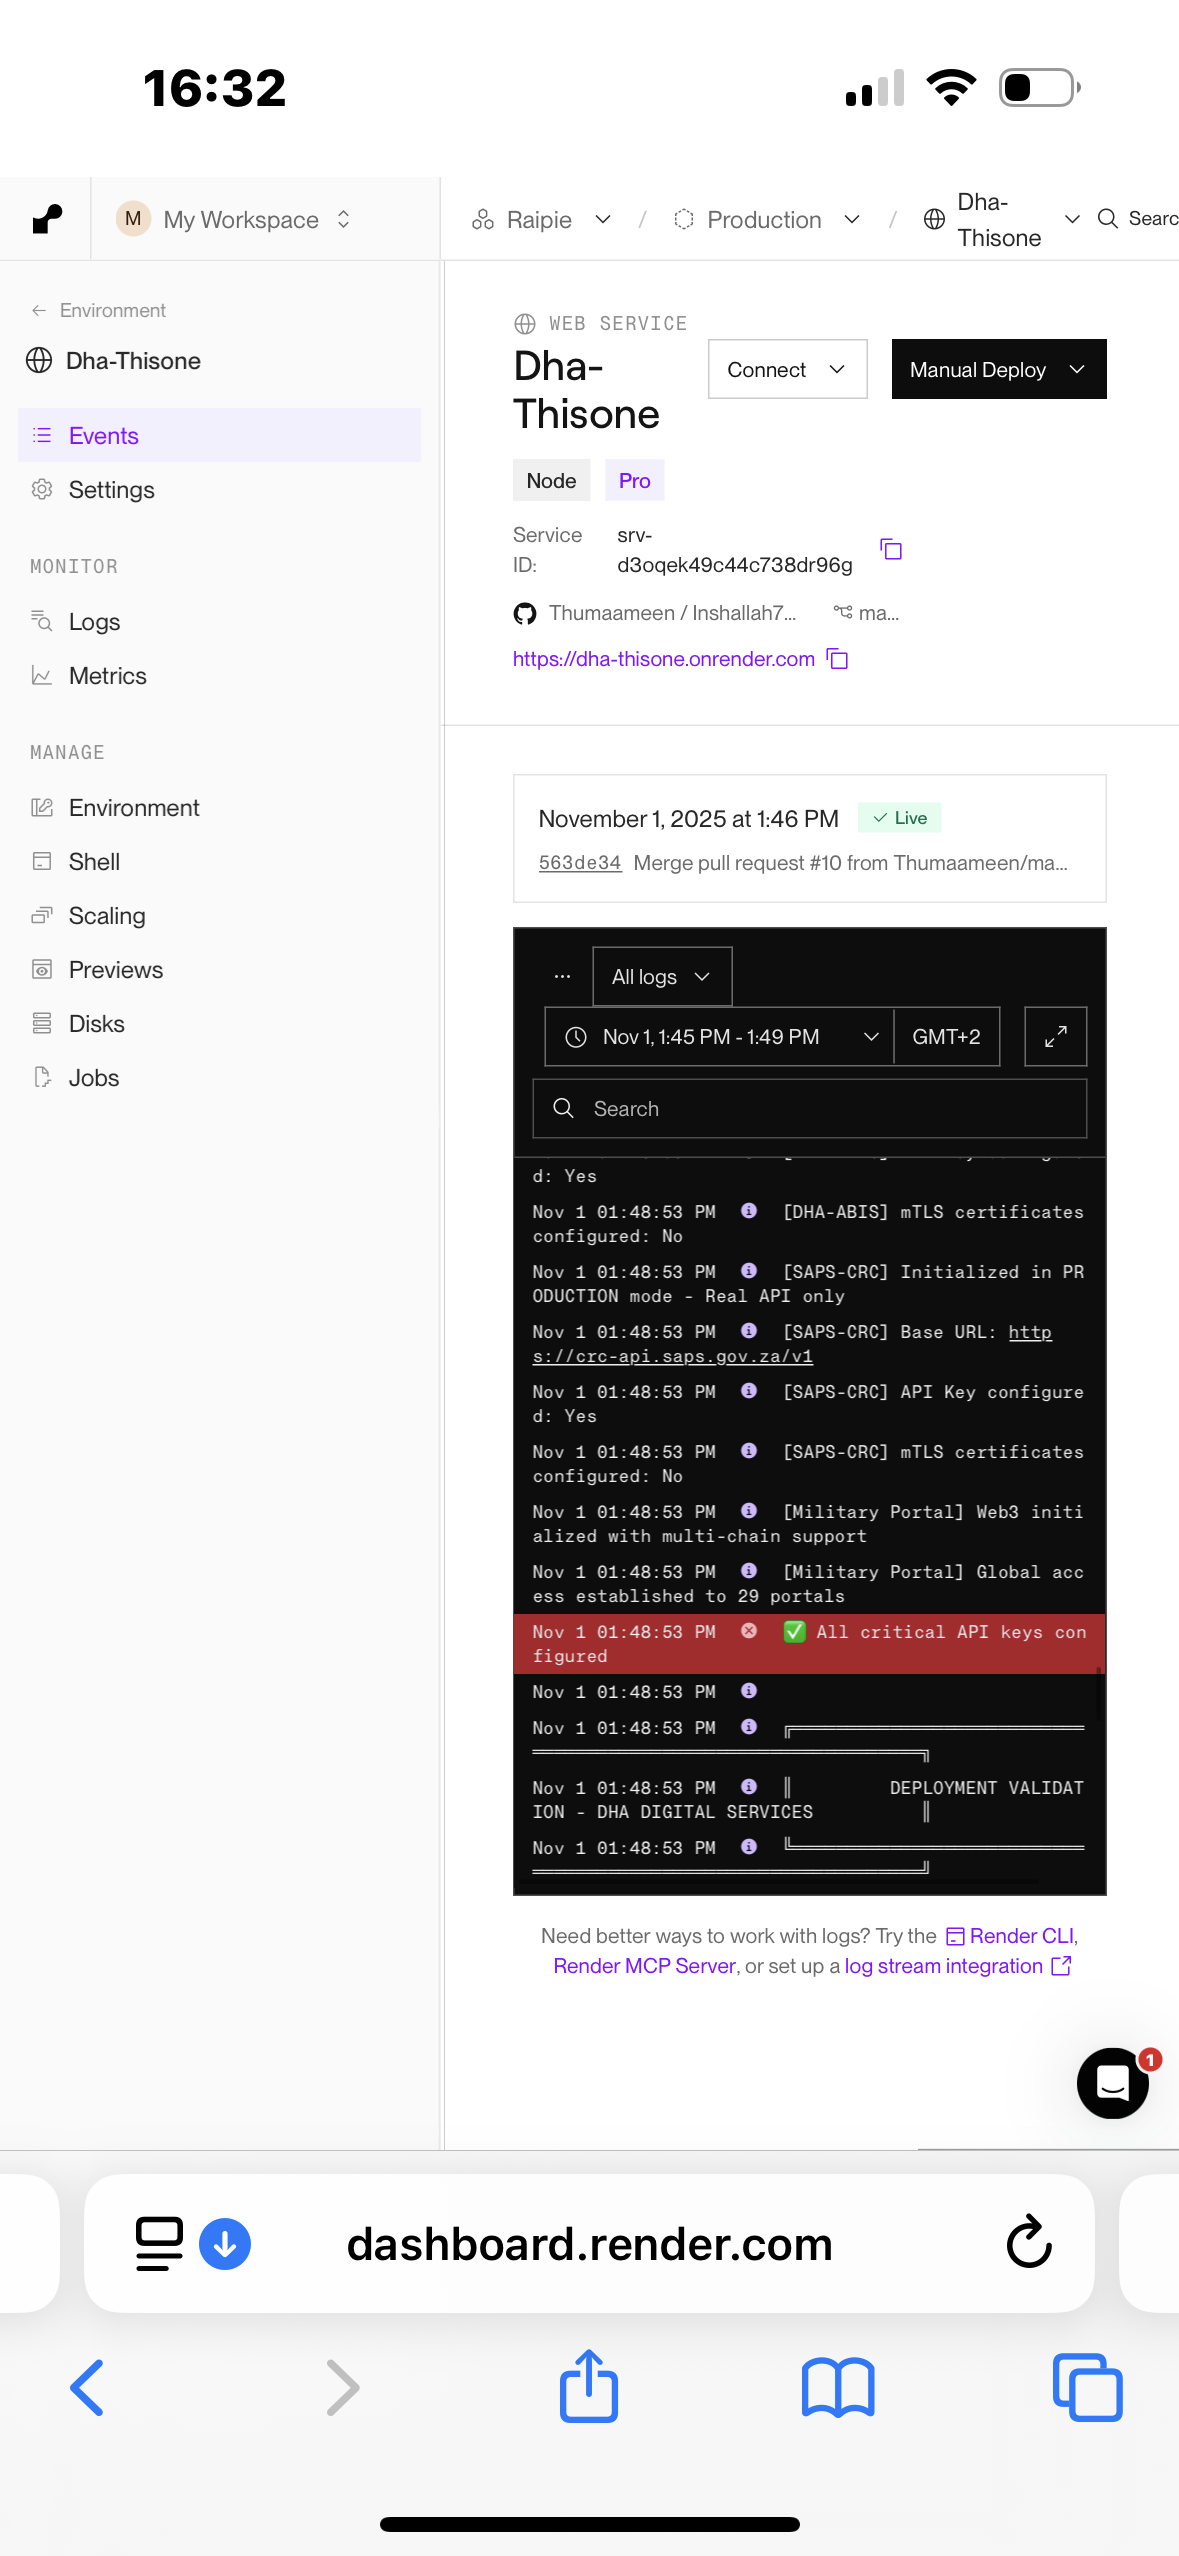 16:32
M My Workspace
Raipie / Production / Dha-Thisone
Searc
Environment
Dha-Thisone
Events
Settings
MONITOR
Logs
Metrics
MANAGE
Environment
Shell
Scaling
Previews
Disks
Jobs
WEB SERVICE
Dha-
Thisone
Connect
Manual Deploy
Node Pro
Service ID: srv-
d3oqek49c44c738dr96g
Thumaameen / Inshallah7... ma...
https://dha-thisone.onrender.com
November 1, 2025 at 1:46 PM Live
563de34 Merge pull request #10 from Thumaameen/ma...
... All logs
Nov 1, 1:45 PM - 1:49 PM GMT+2
Search
d: Yes
Nov 1 01:48:53 PM [DHA-ABIS] mTLS certificates
configured: No
Nov 1 01:48:53 PM [SAPS-CRC] Initialized in PR
ODUCTION mode - Real API only
Nov 1 01:48:53 PM [SAPS-CRC] Base URL: http
s://crc-api.saps.gov.za/v1
Nov 1 01:48:53 PM [SAPS-CRC] API Key configure
d: Yes
Nov 1 01:48:53 PM [SAPS-CRC] mTLS certificates
configured: No
Nov 1 01:48:53 PM [Military Portal] Web3 initi
alized with multi-chain support
Nov 1 01:48:53 PM [Military Portal] Global acc
ess established to 29 portals
Nov 1 01:48:53 PM ✅ All critical API keys con
figured
Nov 1 01:48:53 PM
Nov 1 01:48:53 PM
Nov 1 01:48:53 PM ║ DEPLOYMENT VALIDAT
ION - DHA DIGITAL SERVICES ║
Nov 1 01:48:53 PM
Need better ways to work with logs? Try the Render CLI,
Render MCP Server, or set up a log stream integration
1
dashboard.render.com